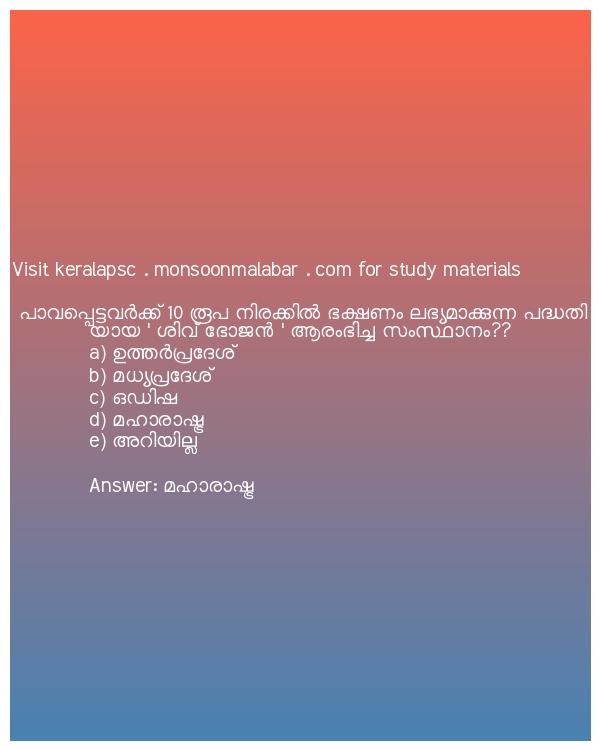 Visit keralapsc . monsoonmalabar . com for study materials
പാവപ്പെട്ടവർക്ക് 10 രൂപ നിരക്കിൽ ഭക്ഷണം ലഭ്യമാക്കുന്ന പദ്ധതി
യായ ' ശിവ് ഭോജൻ ' ആരംഭിച്ച സംസ്ഥാനം??
a) ഉത്തർപ്രദേശ്
b) മധ്യപ്രദേശ്
c) ഒഡിഷ
d) മഹാരാഷ്ട്ര
e) അറിയില്ല
Answer: മഹാരാഷ്ട്ര